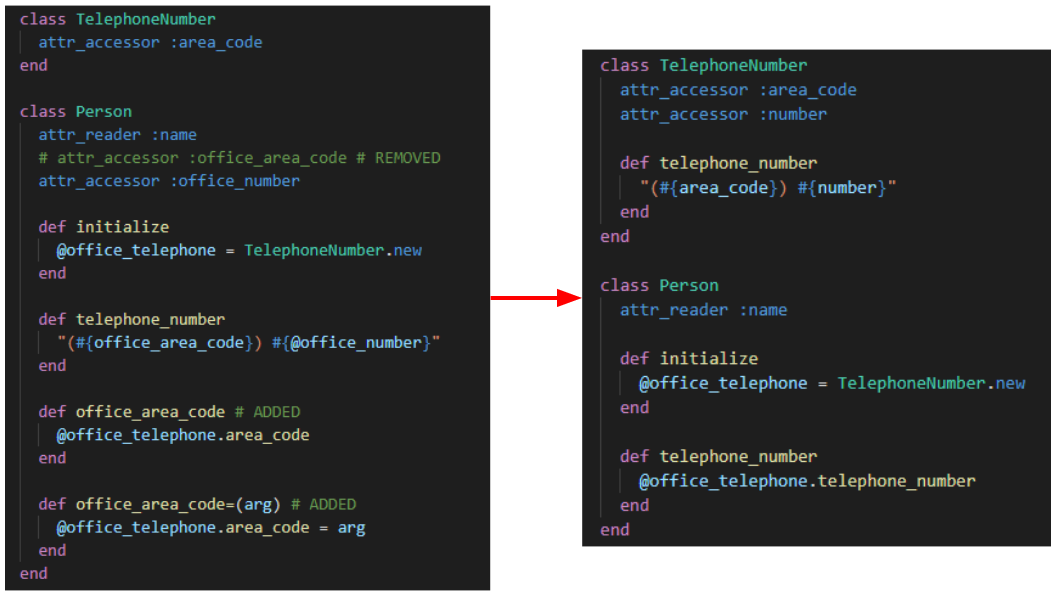 class TelephoneNumber
  attr_accessor :area_code
end

class Person
  attr_reader :name
  # attr_accessor :office_area_code # REMOVED
  attr_accessor :office_number

  def initialize
    @office_telephone = TelephoneNumber.new
  end

  def telephone_number
    "(#{office_area_code}) #{@office_number}"
  end

  def office_area_code # ADDED
    @office_telephone.area_code
  end

  def office_area_code=(arg) # ADDED
    @office_telephone.area_code = arg
  end
end

class TelephoneNumber
  attr_accessor :area_code
  attr_accessor :number

  def telephone_number
    "(#{area_code}) #{number}"
  end
end

class Person
  attr_reader :name

  def initialize
    @office_telephone = TelephoneNumber.new
  end

  def telephone_number
    @office_telephone.telephone_number
  end
end